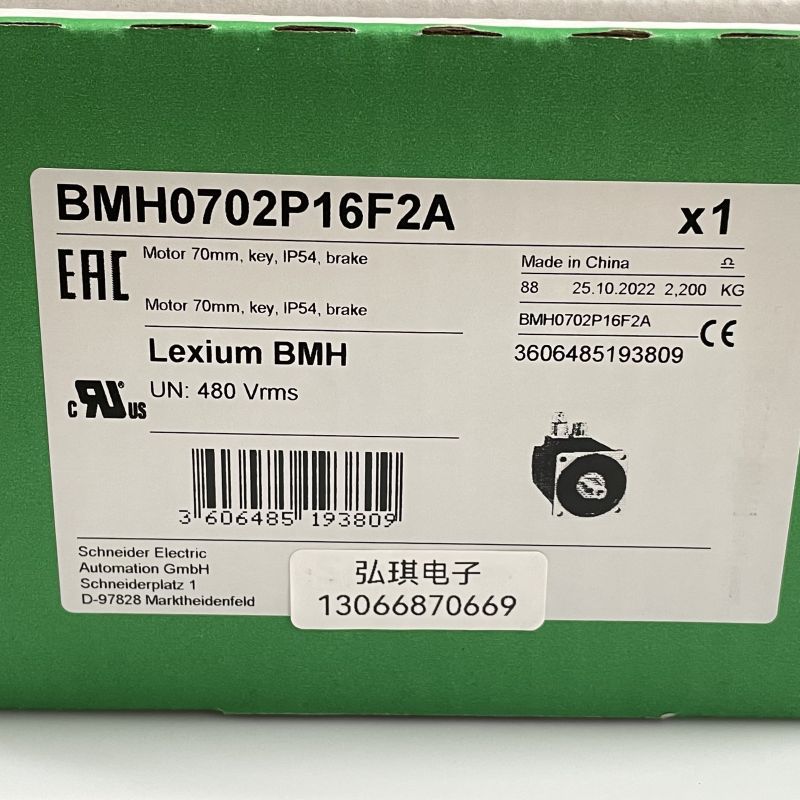 BMH0702P16F2A x1
EAC
Motor 70mm, key, IP54, brake
Motor 70mm, key, IP54, brake
Made in China
88 25.10.2022 2,200 KG
BMH0702P16F2A
CE
3606485193809
Lexium BMH
c RU ® US
UN: 480 Vrms
3 606485 193809
Schneider Electric
Automation GmbH
Schneiderplatz 1
D-97828 Marktheidenfeld
弘琪电子
13066870669